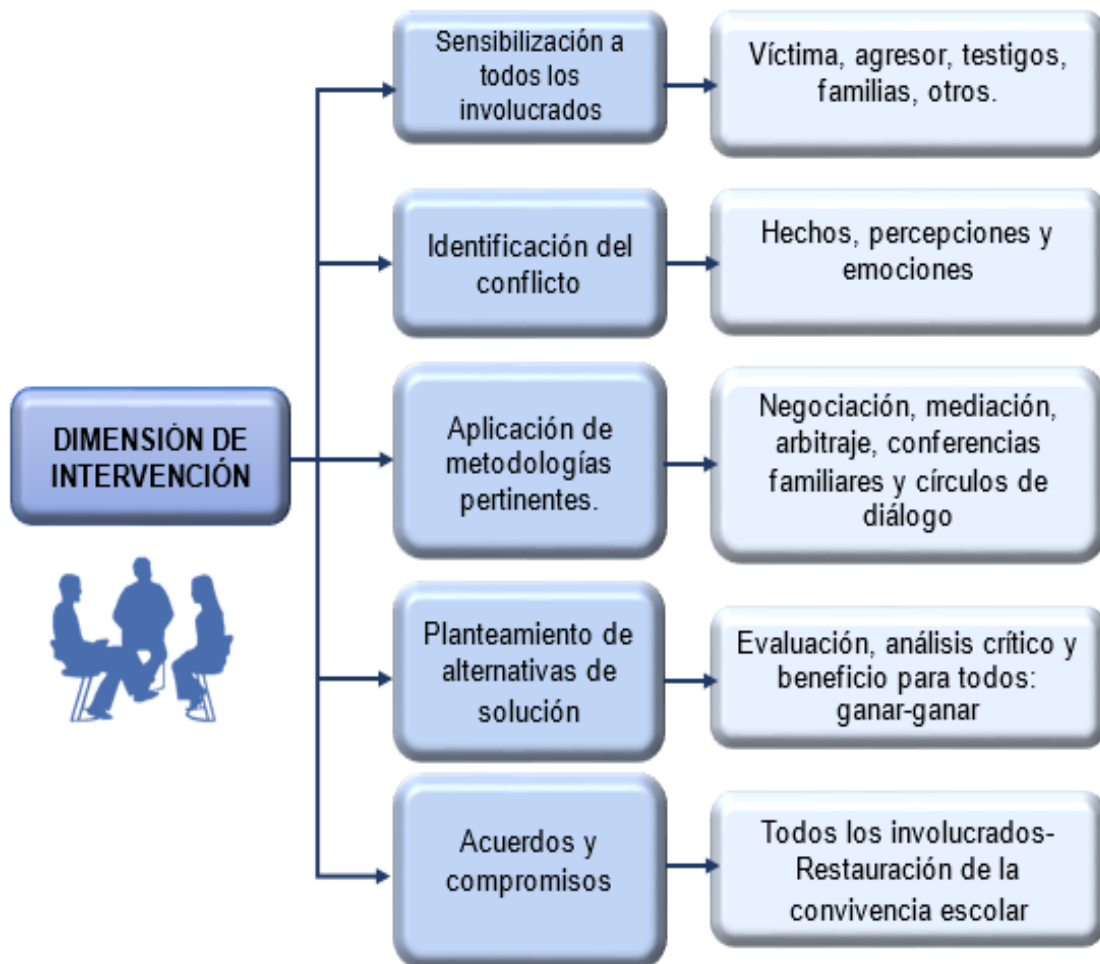 Sensibilización a
todos los
involucrados
Víctima, agresor, testigos,
familias, otros.
Identificación del
conflicto
Hechos, percepciones y
emociones
DIMENSIÓN DE
INTERVENCIÓN
Aplicación de
metodologías
pertinentes.
Negociación, mediación,
arbitraje, conferencias
familiares y círculos de
diálogo
Planteamiento de
alternativas de
solución
Evaluación, análisis crítico y
beneficio para todos:
ganar-ganar
Acuerdos y
compromisos
Todos los involucrados-
Restauración de la
convivencia escolar